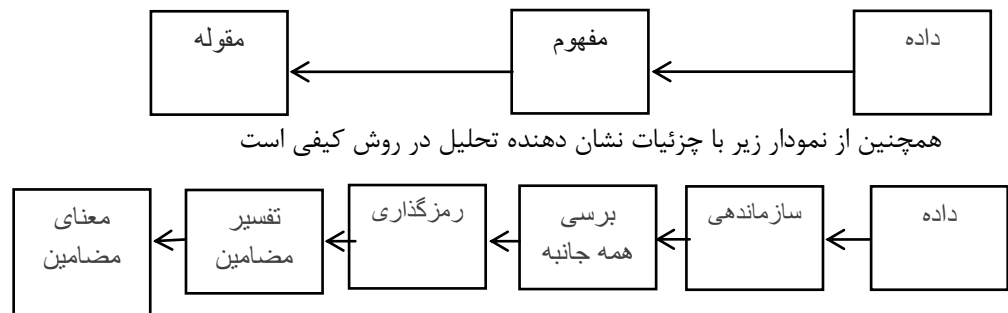 داده
مفهوم
مقوله
همچنین از نمودار زیر با جزئیات نشان دهنده تحلیل در روش کیفی است
داده
سازماندهی
برسی
همه جانبه
رمزگذاری
تفسیر
مضامین
معنای
مضامین